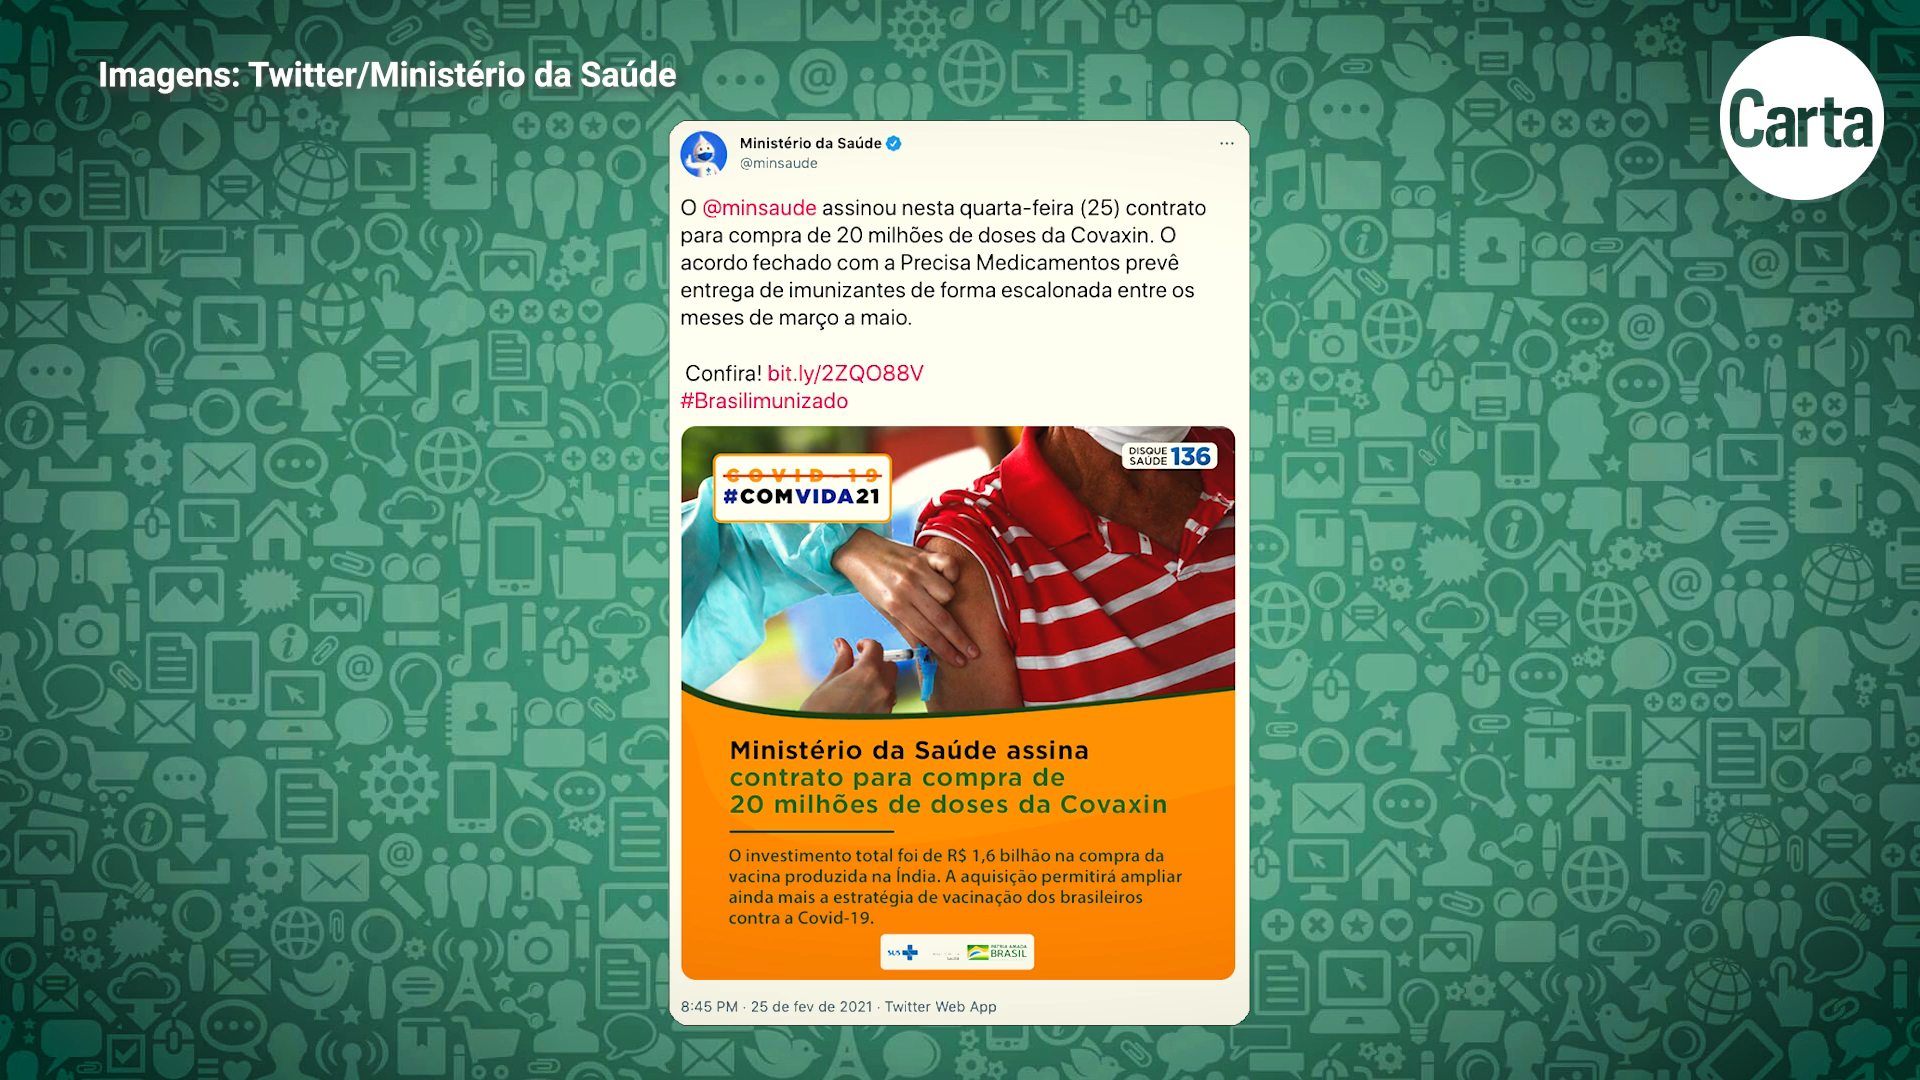 Imagens: Twitter/Ministério da Saúde
Carta
Ministério da Saúde
@minsaude
O @minsaude assinou nesta quarta-feira (25) contrato
para compra de 20 milhões de doses da Covaxin. O
acordo fechado com a Precisa Medicamentos prevê
entrega de imunizantes de forma escalonada entre os
meses de março a maio.
Confira! bit.ly/2ZQO88V
#Brasilimunizado
DISQUE
SAÚDE 136
COVID-19
#COMVIDA21
Ministério da Saúde assina
contrato para compra de
20 milhões de doses da Covaxin
O investimento total foi de R$ 1,6 bilhão na compra da
vacina produzida na Índia. A aquisição permitirá ampliar
ainda mais a estratégia de vacinação dos brasileiros
contra a Covid-19.
SUS
PÁTRIA AMADA
BRASIL
8:45 PM · 25 de fev de 2021 · Twitter Web App